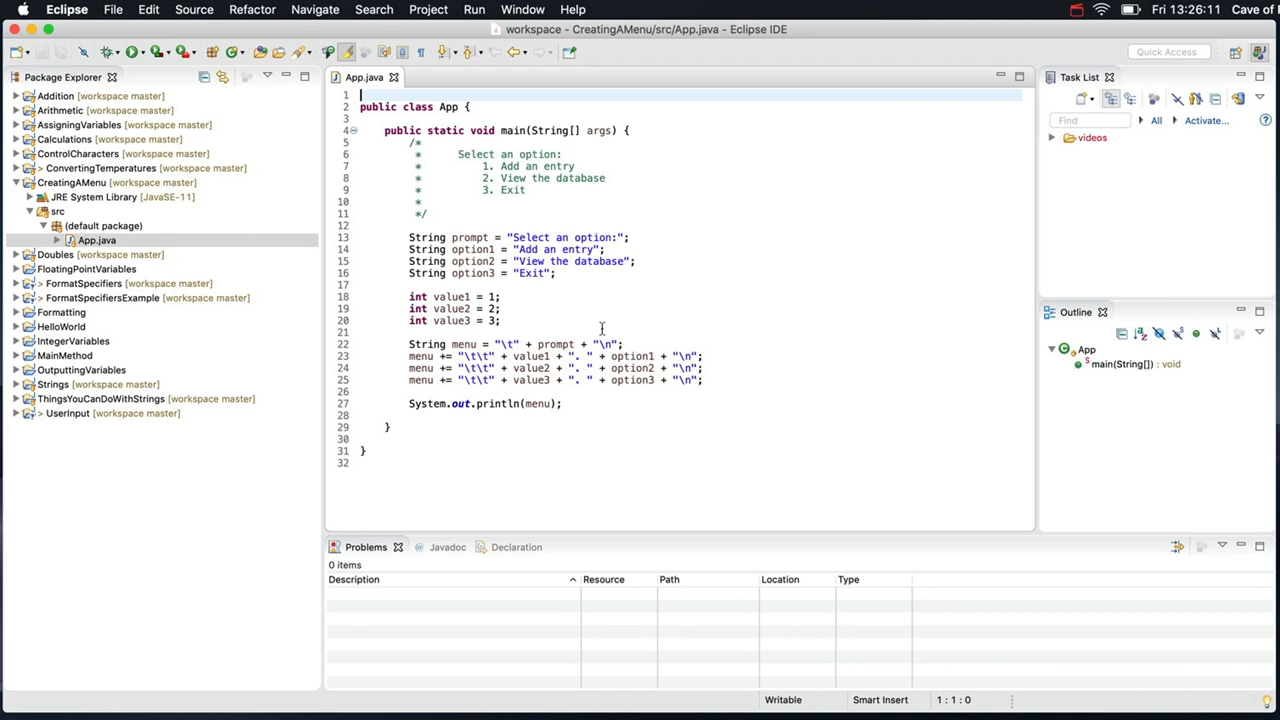 Eclipse File Edit Source Refactor Navigate Search Project Run Window Help Fri 13:26:11 Cave of
workspace - CreatingAMenu/src/App.java - Eclipse IDE
Quick Access
Package Explorer
Addition [workspace master]
Arithmetic [workspace master]
AssigningVariables [workspace master]
Calculations [workspace master]
ControlCharacters [workspace master]
> ConvertingTemperatures [workspace master]
CreatingAMenu [workspace master]
JRE System Library [JavaSE-11]
src
(default package)
App.java
Doubles [workspace master]
FloatingPointVariables
> FormatSpecifiers [workspace master]
> FormatSpecifiersExample [workspace master]
Formatting
HelloWorld
IntegerVariables
MainMethod
OutputtingVariables
Strings [workspace master]
ThingsYouCanDoWithStrings [workspace master]
> UserInput [workspace master]
App.java
1
2 public class App {
3
4 public static void main(String[] args) {
5 /*
6 * Select an option:
7 * 1. Add an entry
8 * 2. View the database
9 * 3. Exit
10 *
11 */
12
13 String prompt = "Select an option:";
14 String option1 = "Add an entry";
15 String option2 = "View the database";
16 String option3 = "Exit";
17
18 int value1 = 1;
19 int value2 = 2;
20 int value3 = 3;
21
22 String menu = "\t" + prompt + "\n";
23 menu += "\t\t" + value1 + ". " + option1 + "\n";
24 menu += "\t\t" + value2 + ". " + option2 + "\n";
25 menu += "\t\t" + value3 + ". " + option3 + "\n";
26
27 System.out.println(menu);
28
29 }
30
31 }
32
Task List
Find All Activate...
videos
Outline
App
main(String[]) : void
Problems Javadoc Declaration
0 items
Description Resource Path Location Type
Writable Smart Insert 1 : 1 : 0